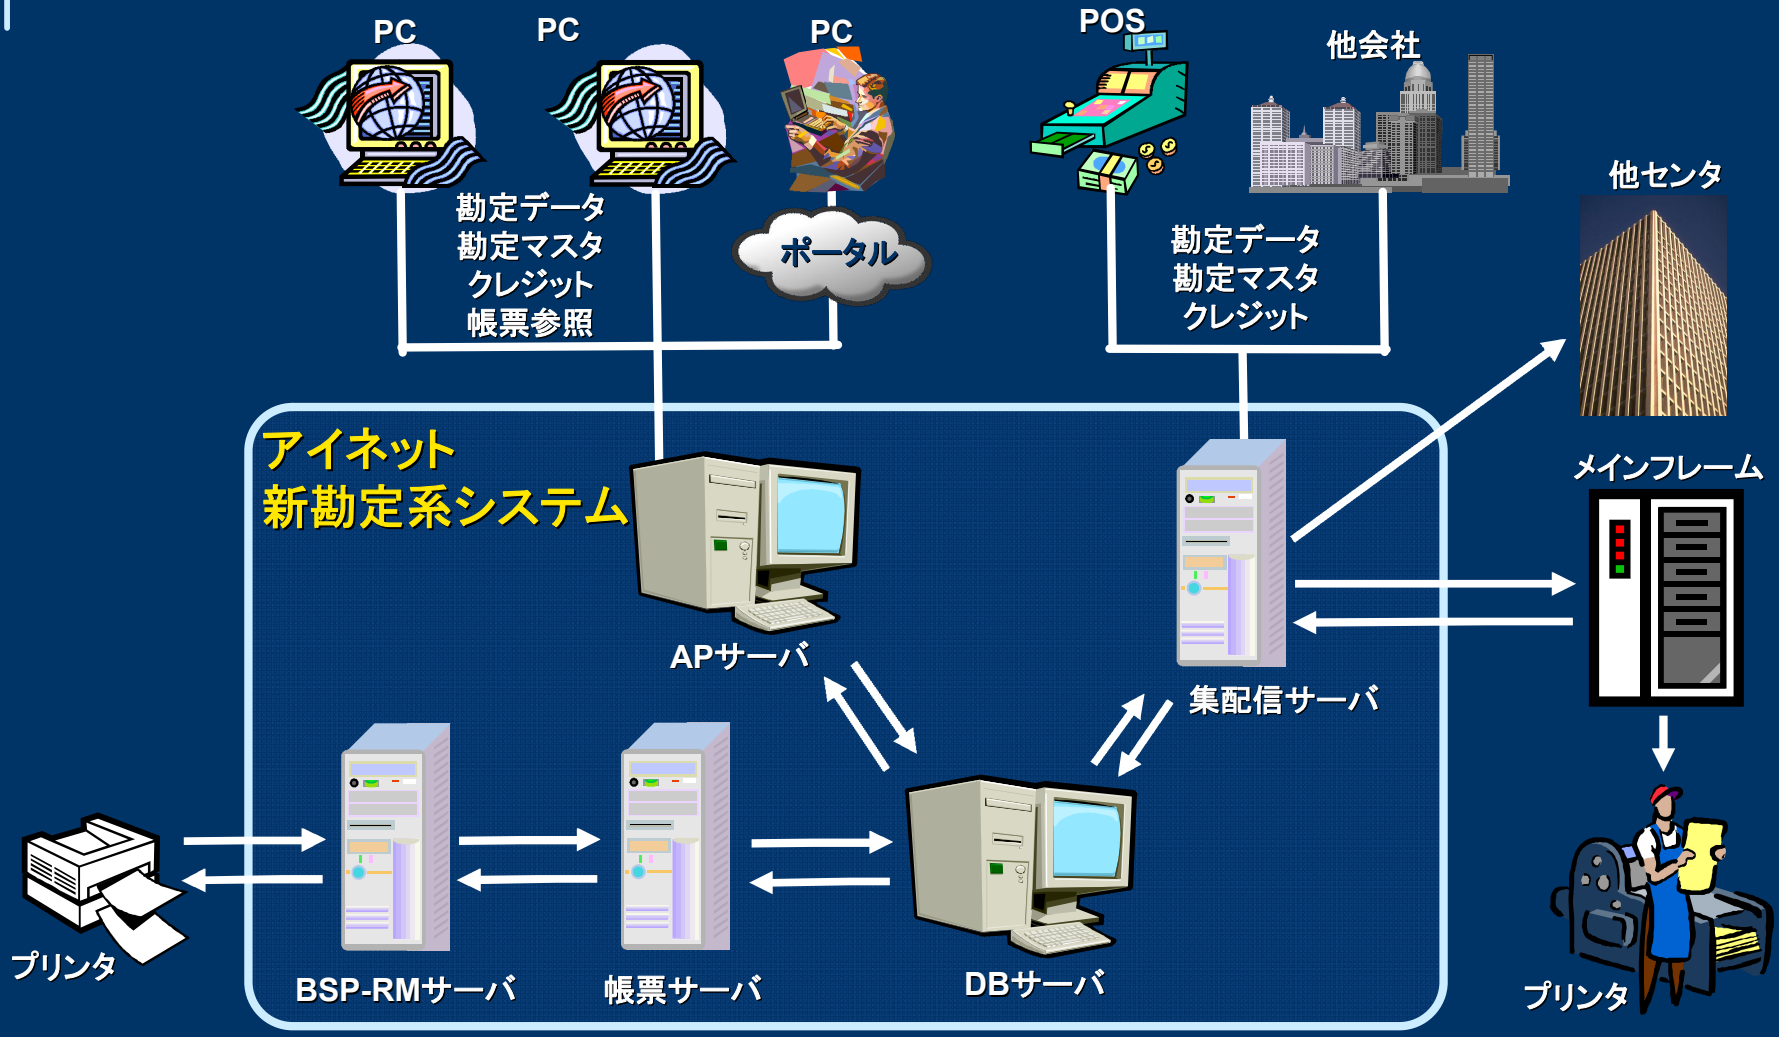 PC
PC
PC
POS
他会社
他センタ
勘定データ
勘定マスタ
クレジット
帳票参照
ポータル
勘定データ
勘定マスタ
クレジット
アイネット
新勘定系システム
メインフレーム
APサーバ
集配信サーバ
プリンタ
BSP-RMサーバ
帳票サーバ
DBサーバ
プリンタ